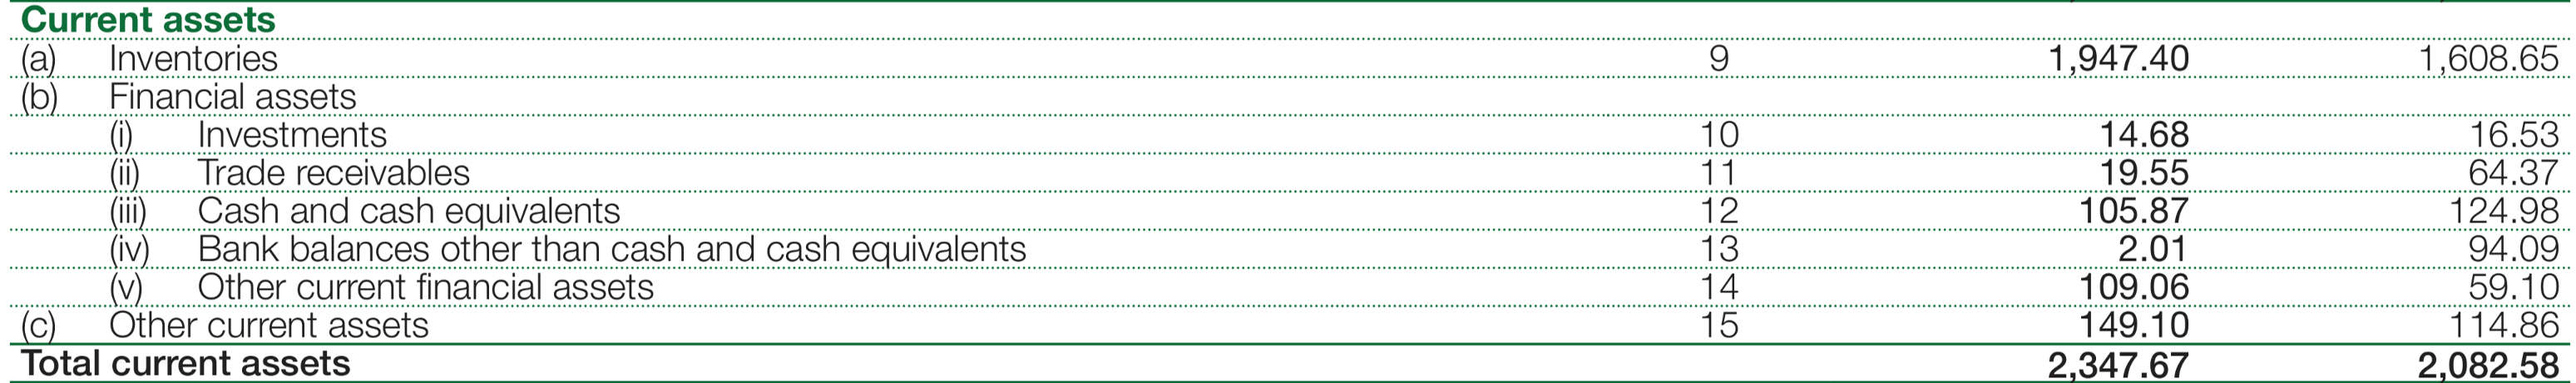 Current assets
(a) Inventories 9 1,947.40 1,608.65
(b) Financial assets
(i) Investments 10 14.68 16.53
(ii) Trade receivables 11 19.55 64.37
(iii) Cash and cash equivalents 12 105.87 124.98
(iv) Bank balances other than cash and cash equivalents 13 2.01 94.09
(v) Other current financial assets 14 109.06 59.10
(c) Other current assets 15 149.10 114.86
Total current assets 2,347.67 2,082.58